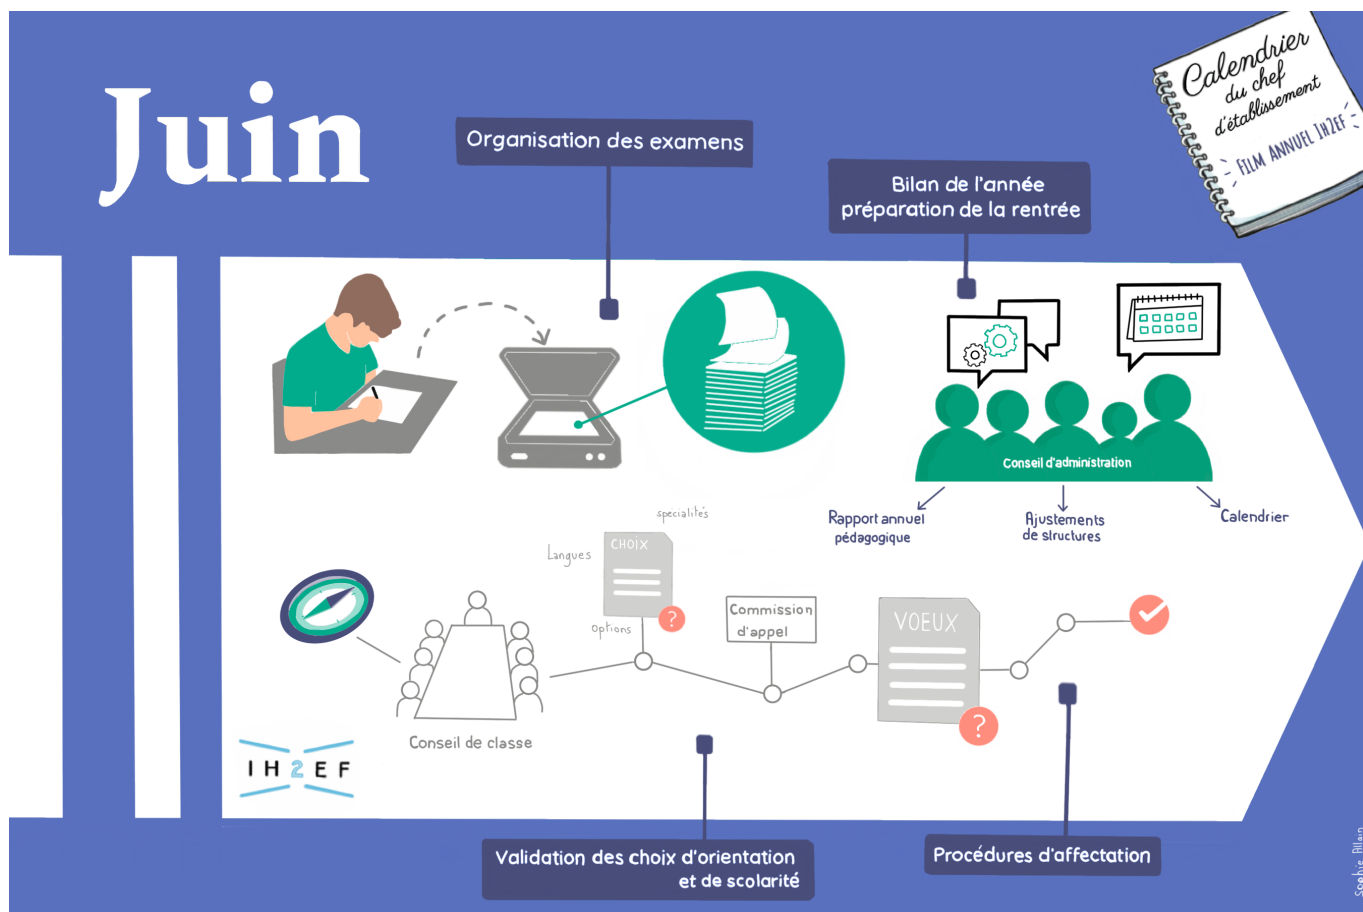 Juin
Calendrier
du chef
d'établissement
FILM ANNUEL IH2EF
Organisation des examens
Bilan de l'année
préparation de la rentrée
Conseil d'administration
Rapport annuel
pédagogique
Ajustements
de structures
Calendrier
spécialités
Langues
CHOIX
?
options
Commission
d'appel
VOEUX
?
Conseil de classe
IH2EF
Validation des choix d'orientation
et de scolarité
Procédures d'affectation
Sophie Allain